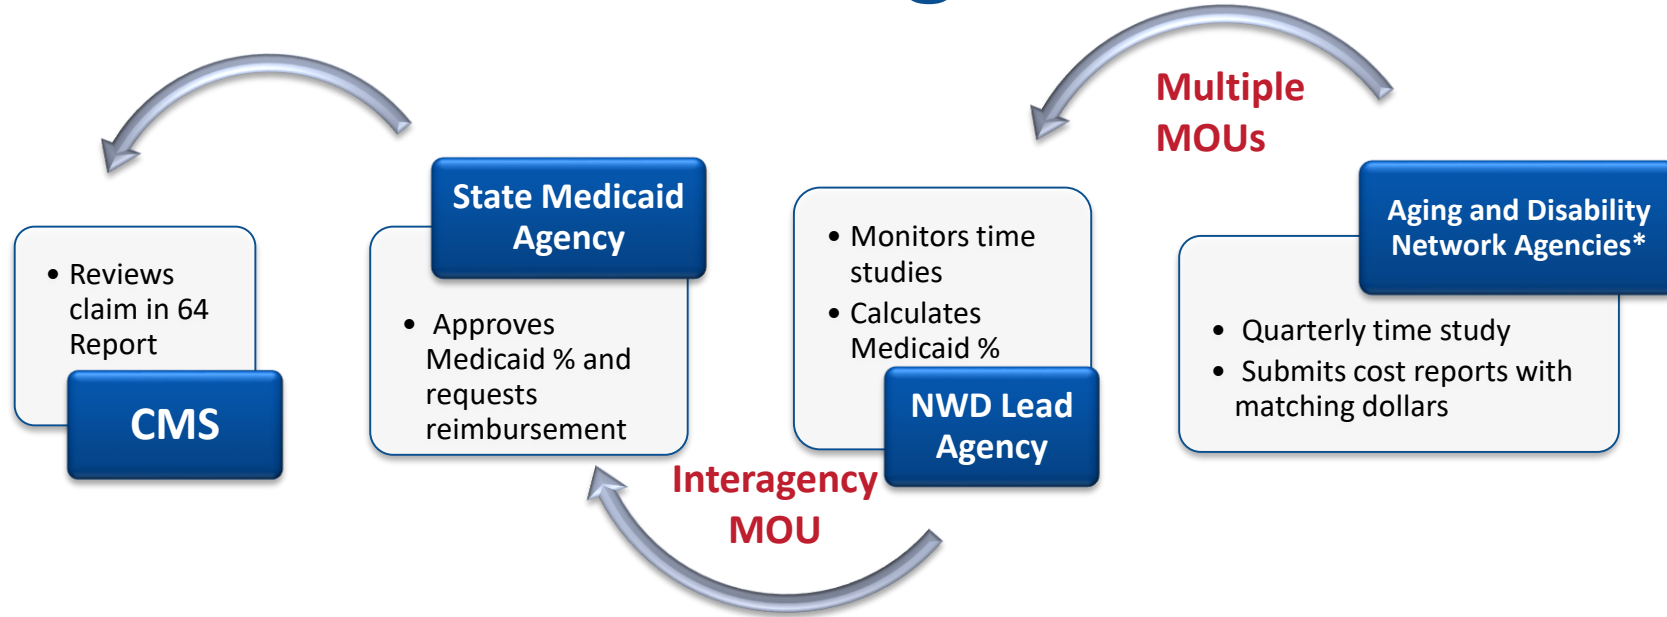 • Reviews
claim in 64
Report
CMS
State Medicaid
Agency
• Approves
Medicaid % and
requests
reimbursement
Interagency
MOU
• Monitors time
studies
• Calculates
Medicaid %
NWD Lead
Agency
Multiple
MOUs
Aging and Disability
Network Agencies*
• Quarterly time study
• Submits cost reports with
matching dollars